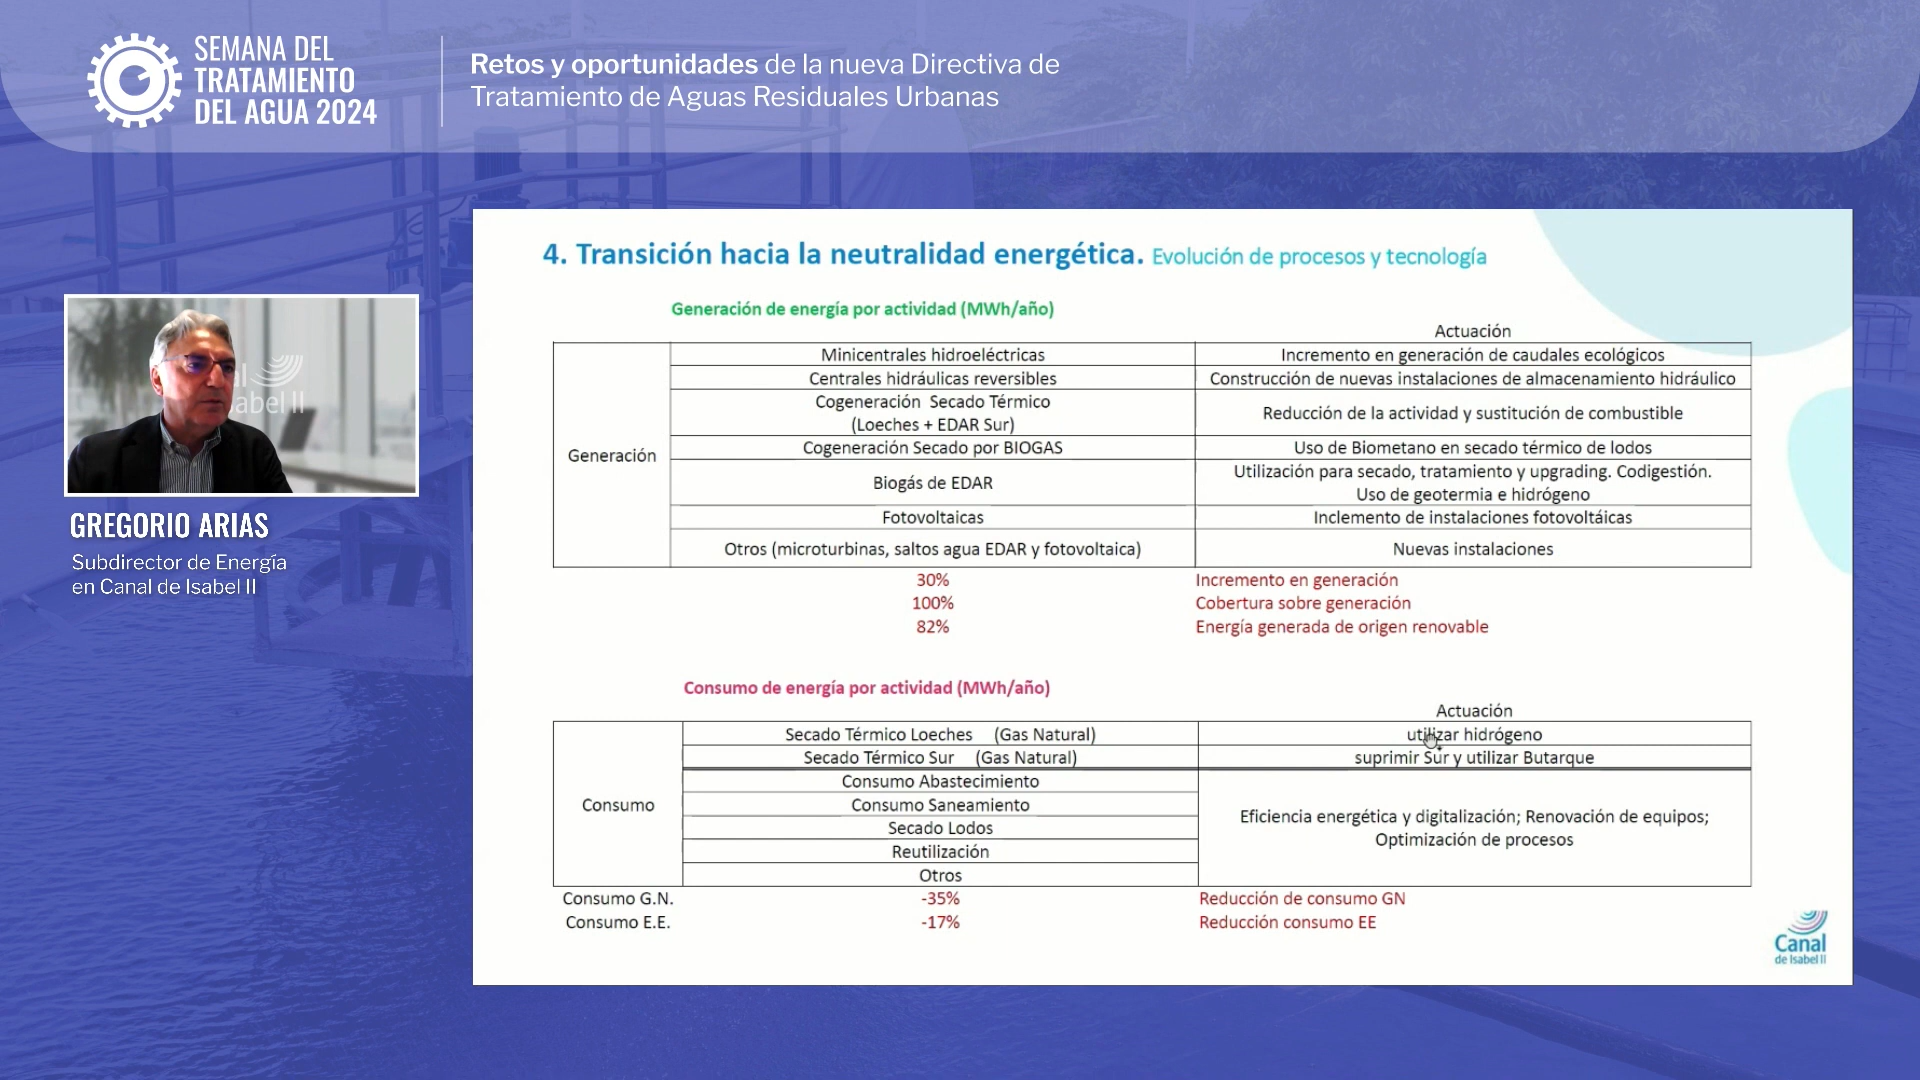 SEMANA DEL
TRATAMIENTO
DEL AGUA 2024
Retos y oportunidades de la nueva Directiva de
Tratamiento de Aguas Residuales Urbanas
GREGORIO ARIAS
Subdirector de Energía
en Canal de Isabel II
4. Transición hacia la neutralidad energética. Evolución de procesos y tecnología
Generación de energía por actividad (MWh/año)
Actuación
Generación
Minicentrales hidroeléctricas
Incremento en generación de caudales ecológicos
Centrales hidráulicas reversibles
Construcción de nuevas instalaciones de almacenamiento hidráulico
Cogeneración Secado Térmico
(Loeches + EDAR Sur)
Reducción de la actividad y sustitución de combustible
Cogeneración Secado por BIOGAS
Uso de Biometano en secado térmico de lodos
Biogás de EDAR
Utilización para secado, tratamiento y upgrading. Codigestión.
Uso de geotermia e hidrógeno
Fotovoltaicas
Inclemento de instalaciones fotovoltáicas
Otros (microturbinas, saltos agua EDAR y fotovoltaica)
Nuevas instalaciones
30% Incremento en generación
100% Cobertura sobre generación
82% Energía generada de origen renovable
Consumo de energía por actividad (MWh/año)
Actuación
Consumo
Secado Térmico Loeches (Gas Natural)
utilizar hidrógeno
Secado Térmico Sur (Gas Natural)
suprimir Sur y utilizar Butarque
Consumo Abastecimiento
Consumo Saneamiento
Secado Lodos
Reutilización
Otros
Eficiencia energética y digitalización; Renovación de equipos;
Optimización de procesos
Consumo G.N. -35% Reducción de consumo GN
Consumo E.E. -17% Reducción consumo EE
Canal
de Isabel II